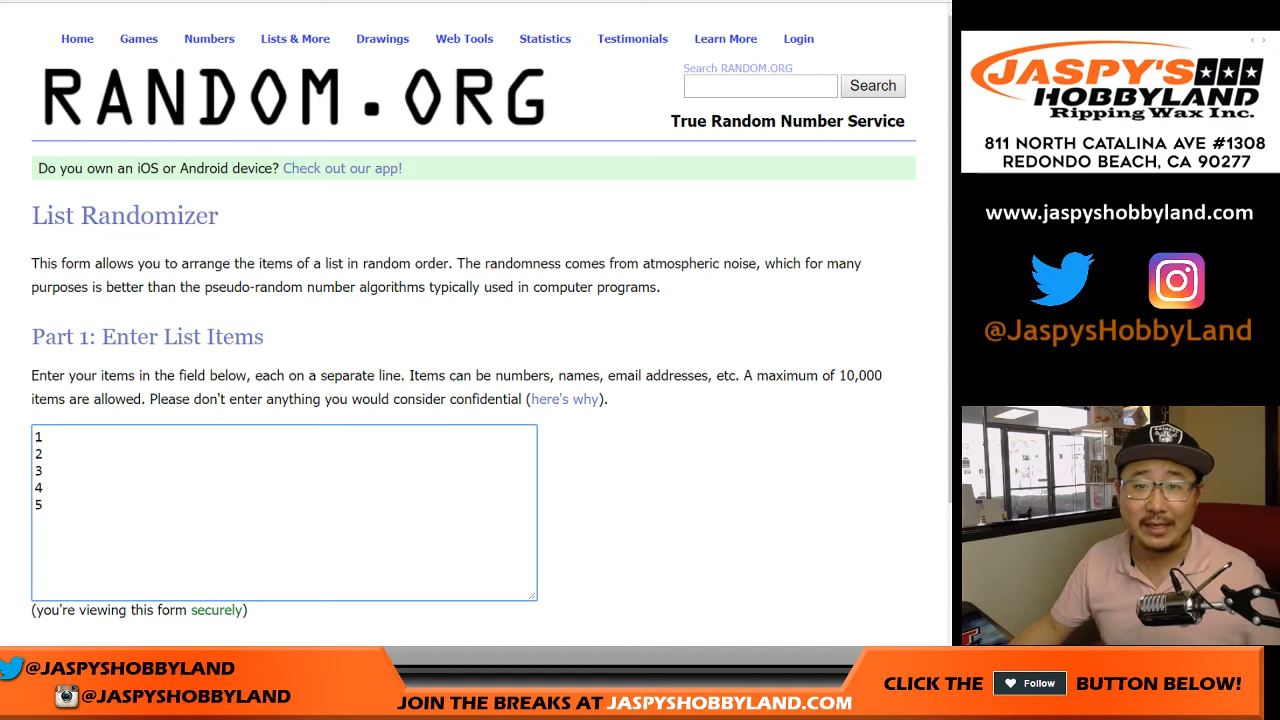 Home Games Numbers Lists & More Drawings Web Tools Statistics Testimonials Learn More Login
RANDOM.ORG
Search RANDOM.ORG
Search
True Random Number Service
Do you own an iOS or Android device? Check out our app!
List Randomizer
This form allows you to arrange the items of a list in random order. The randomness comes from atmospheric noise, which for many
purposes is better than the pseudo-random number algorithms typically used in computer programs.
Part 1: Enter List Items
Enter your items in the field below, each on a separate line. Items can be numbers, names, email addresses, etc. A maximum of 10,000
items are allowed. Please don't enter anything you would consider confidential (here's why).
1
2
3
4
5
(you're viewing this form securely)
JASPY'S
HOBBYLAND
Ripping Wax Inc.
811 NORTH CATALINA AVE #1308
REDONDO BEACH, CA 90277
www.jaspyshobbyland.com
@JaspysHobbyLand
RAIDERS
@JASPYSHOBBYLAND
@JASPYSHOBBYLAND
JOIN THE BREAKS AT JASPYSHOBBYLAND.COM
CLICK THE Follow BUTTON BELOW!